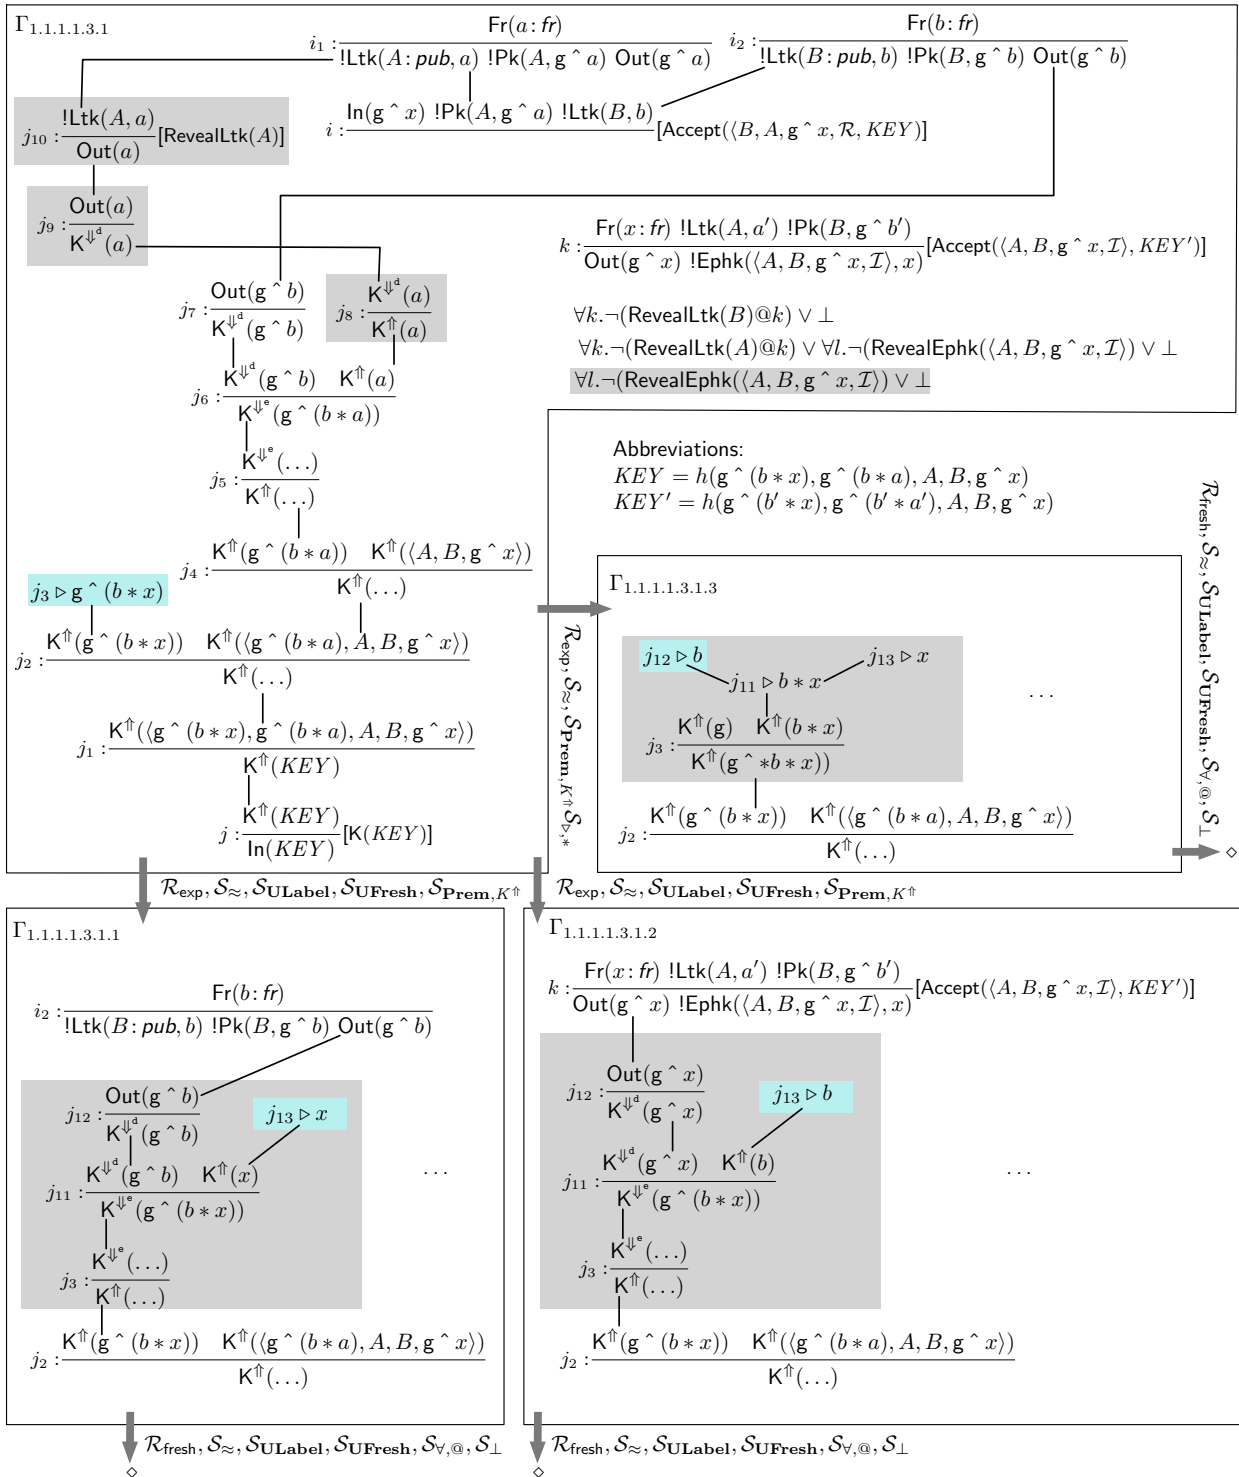 Γ1.1.1.1.3.1
i1 : Fr(a: fr)
!Ltk(A: pub, a) !Pk(A, g ˆ a) Out(g ˆ a)
i2 : Fr(b: fr)
!Ltk(B: pub, b) !Pk(B, g ˆ b) Out(g ˆ b)
j10 : !Ltk(A, a) [RevealLtk(A)]
Out(a)
i : In(g ˆ x) !Pk(A, g ˆ a) !Ltk(B, b) [Accept(⟨B, A, g ˆ x, R, KEY)]
j9 : Out(a)
K⇓d(a)
k : Fr(x: fr) !Ltk(A, a′) !Pk(B, g ˆ b′) [Accept(⟨A, B, g ˆ x, I⟩, KEY′)]
Out(g ˆ x) !Ephk(⟨A, B, g ˆ x, I⟩, x)
j7 : Out(g ˆ b)
K⇓d(g ˆ b)
j8 : K⇓d(a)
K⇑(a)
∀k.¬(RevealLtk(B)@k) ∨ ⊥
∀k.¬(RevealLtk(A)@k) ∨ ∀l.¬(RevealEphk(⟨A, B, g ˆ x, I⟩) ∨ ⊥
∀l.¬(RevealEphk(⟨A, B, g ˆ x, I⟩) ∨ ⊥
j6 : K⇓d(g ˆ b) K⇑(a)
K⇓e(g ˆ (b ∗ a))
j5 : K⇓e(...)
K⇑(...)
Abbreviations:
KEY = h(g ˆ (b ∗ x), g ˆ (b ∗ a), A, B, g ˆ x)
KEY′ = h(g ˆ (b′ ∗ x), g ˆ (b′ ∗ a′), A, B, g ˆ x)
j4 : K⇑(g ˆ (b ∗ a)) K⇑(⟨A, B, g ˆ x⟩)
K⇑(...)
j3 ▹ g ˆ (b ∗ x)
j2 : K⇑(g ˆ (b ∗ x)) K⇑(⟨g ˆ (b ∗ a), A, B, g ˆ x⟩)
K⇑(...)
j1 : K⇑(⟨g ˆ (b ∗ x), g ˆ (b ∗ a), A, B, g ˆ x⟩)
K⇑(KEY)
j : K⇑(KEY) [K(KEY)]
In(KEY)
Rexp, S≈, SPrem,K⇑ S▹,∗
Γ1.1.1.1.3.1.3
j12 ▹ b
j13 ▹ x
j11 ▹ b ∗ x
...
j3 : K⇑(g) K⇑(b ∗ x)
K⇑(g ˆ ∗b ∗ x))
j2 : K⇑(g ˆ (b ∗ x)) K⇑(⟨g ˆ (b ∗ a), A, B, g ˆ x⟩)
K⇑(...)
Rfresh, S≈, SULabel, SUFresh, S∀,@, S⊥
⋄
Rexp, S≈, SULabel, SUFresh, SPrem,K⇑
Rexp, S≈, SULabel, SUFresh, SPrem,K⇑
Γ1.1.1.1.3.1.1
i2 : Fr(b: fr)
!Ltk(B: pub, b) !Pk(B, g ˆ b) Out(g ˆ b)
j12 : Out(g ˆ b)
K⇓d(g ˆ b)
j13 ▹ x
j11 : K⇓d(g ˆ b) K⇑(x)
K⇓e(g ˆ (b ∗ x))
...
j3 : K⇓e(...)
K⇑(...)
j2 : K⇑(g ˆ (b ∗ x)) K⇑(⟨g ˆ (b ∗ a), A, B, g ˆ x⟩)
K⇑(...)
Rfresh, S≈, SULabel, SUFresh, S∀,@, S⊥
⋄
Γ1.1.1.1.3.1.2
k : Fr(x: fr) !Ltk(A, a′) !Pk(B, g ˆ b′) [Accept(⟨A, B, g ˆ x, I⟩, KEY′)]
Out(g ˆ x) !Ephk(⟨A, B, g ˆ x, I⟩, x)
j12 : Out(g ˆ x)
K⇓d(g ˆ x)
j13 ▹ b
j11 : K⇓d(g ˆ x) K⇑(b)
K⇓e(g ˆ (b ∗ x))
...
j3 : K⇓e(...)
K⇑(...)
j2 : K⇑(g ˆ (b ∗ x)) K⇑(⟨g ˆ (b ∗ a), A, B, g ˆ x⟩)
K⇑(...)
Rfresh, S≈, SULabel, SUFresh, S∀,@, S⊥
⋄